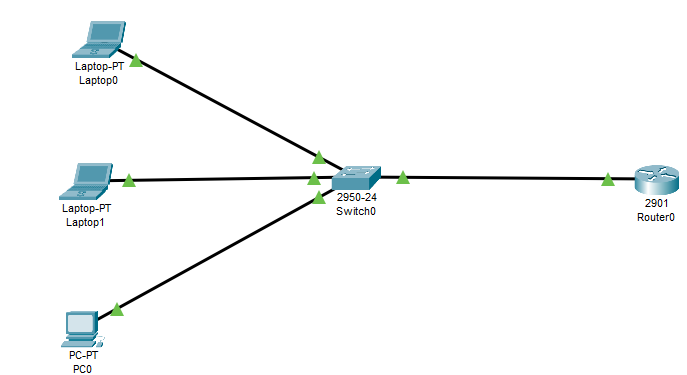 Laptop-PT
Laptop0
Laptop-PT
Laptop1
2950-24
Switch0
2901
Router0
PC-PT
PC0